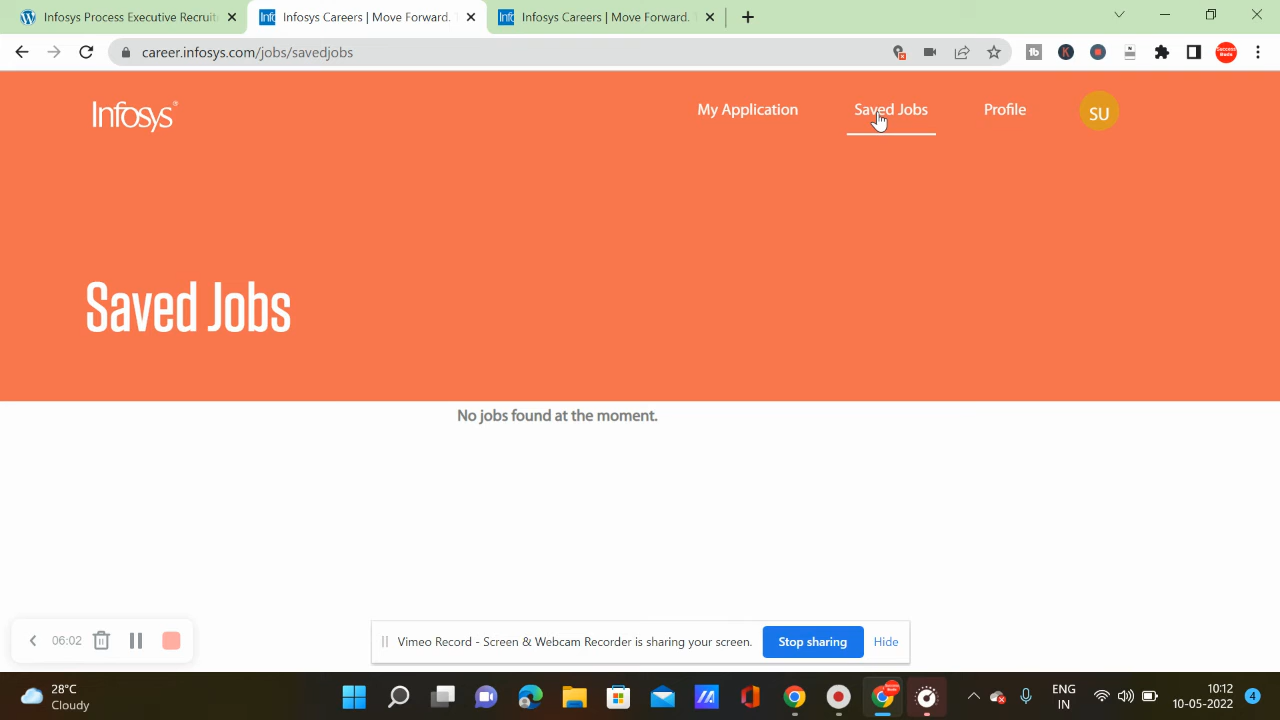 Infosys Process Executive Recruit
Infosys Careers | Move Forward.
Infosys Careers | Move Forward.
career.infosys.com/jobs/savedjobs
Infosys
My Application
Saved Jobs
Profile
SU
Saved Jobs
No jobs found at the moment.
06:02
Vimeo Record - Screen & Webcam Recorder is sharing your screen.
Stop sharing
Hide
28°C
Cloudy
ENG
IN
10:12
10-05-2022
4